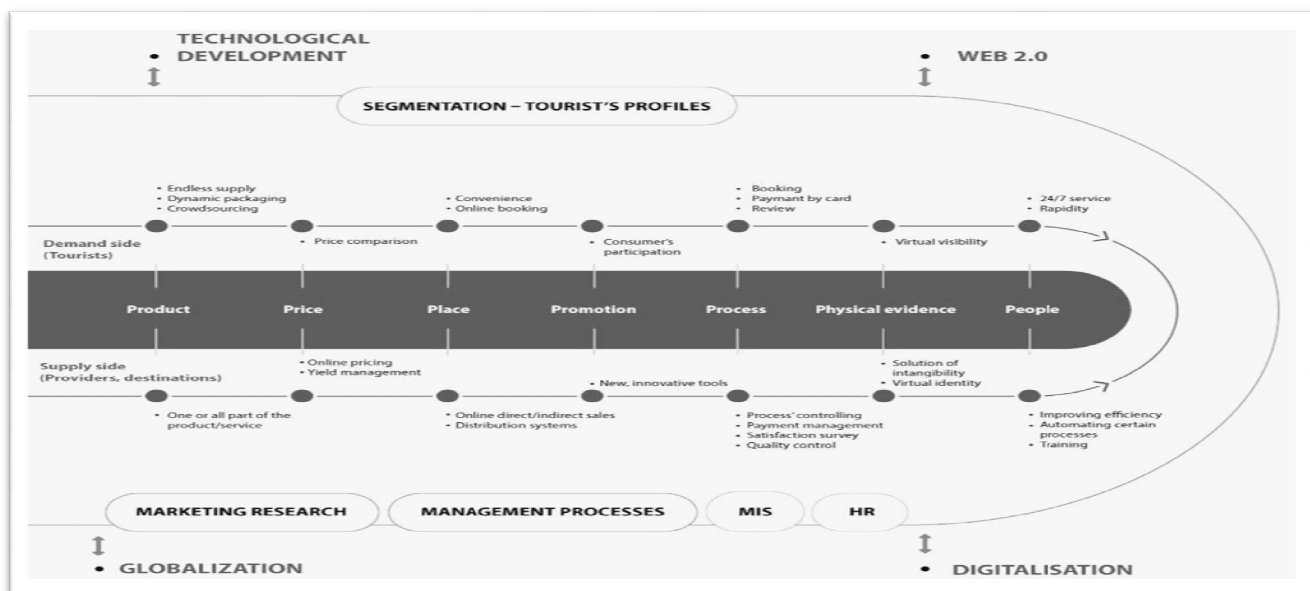 TECHNOLOGICAL
DEVELOPMENT
WEB 2.0
SEGMENTATION – TOURIST'S PROFILES
• Endless supply
• Dynamic packaging
• Crowdsourcing
• Price comparison
• Convenience
• Online booking
• Consumer's
participation
• Booking
• Paymant by card
• Review
• Virtual visibility
• 24/7 service
• Rapidity
Demand side
(Tourists)
Product
Price
Place
Promotion
Process
Physical evidence
People
Supply side
(Providers, destinations)
• One or all part of the
product/service
• Online pricing
• Yield management
• Online direct/indirect sales
• Distribution systems
• New, innovative tools
• Process' controlling
• Payment management
• Satisfaction survey
• Quality control
• Solution of
intangibility
• Virtual identity
• Improving efficiency
• Automating certain
processes
• Training
MARKETING RESEARCH
MANAGEMENT PROCESSES
MIS
HR
• GLOBALIZATION
• DIGITALISATION